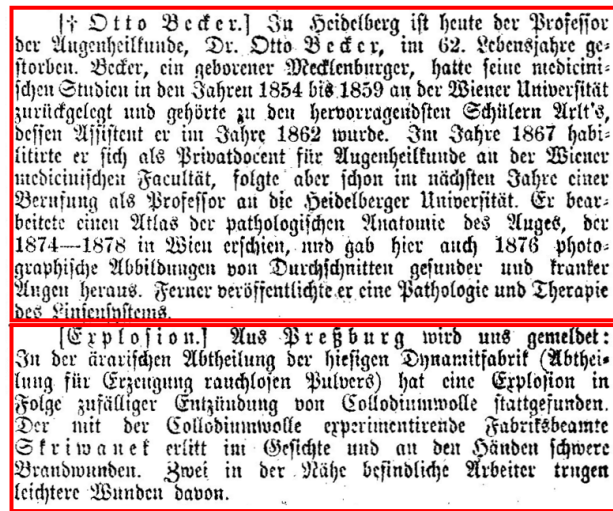 [† Otto Becker.] In Heidelberg ist heute der Professor
der Augenheilkunde, Dr. Otto Becker, im 62. Lebensjahre ge-
storben. Becker, ein geborener Mecklenburger, hatte seine medicini-
schen Studien in den Jahren 1854 bis 1859 an der Wiener Universität
zurückgelegt und gehörte zu den hervorragendsten Schülern Arlt's,
dessen Assistent er im Jahre 1862 wurde. Im Jahre 1867 habi-
litirte er sich als Privatdocent für Augenheilkunde an der Wiener
medicinischen Facultät, folgte aber schon im nächsten Jahre einer
Berufung als Professor an die Heidelberger Universität. Er bear-
beitete einen Atlas der pathologischen Anatomie des Auges, der
1874—1878 in Wien erschien, und gab hier auch 1876 photo-
graphische Abbildungen von Durchschnitten gesunder und kranker
Augen heraus. Ferner veröffentlichte er eine Pathologie und Therapie
des Linsensystems.
[Explosion.] Aus Preßburg wird uns gemeldet:
In der ärarischen Abtheilung der hiesigen Dynamitfabrik (Abthei-
lung für Erzeugung rauchlosen Pulvers) hat eine Explosion in
Folge zufälliger Entzündung von Collodiumwolle stattgefunden.
Der mit der Collodiumwolle experimentirende Fabriksbeamte
Skriwanek erlitt im Gesichte und an den Händen schwere
Brandwunden. Zwei in der Nähe befindliche Arbeiter trugen
leichtere Wunden davon.